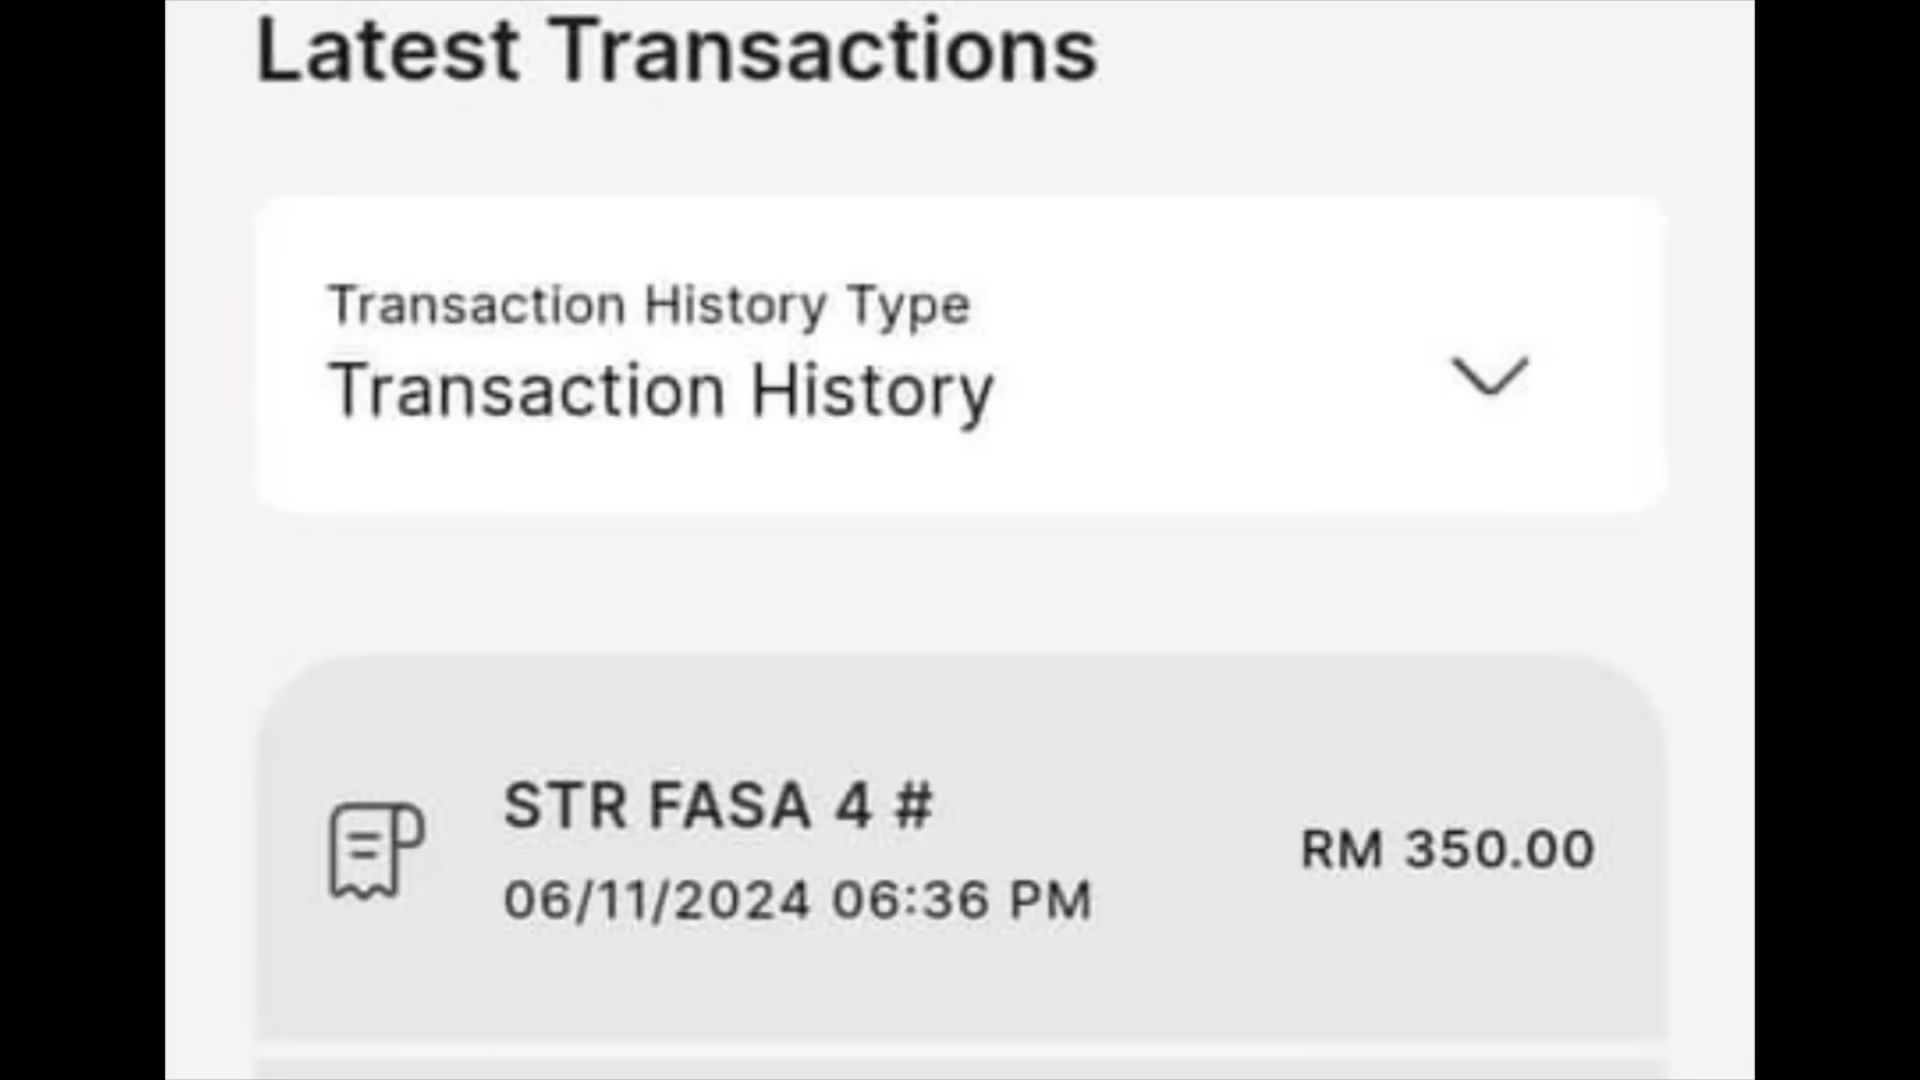 Latest Transactions
Transaction History Type
Transaction History
STR FASA 4 #
RM 350.00
06/11/2024 06:36 PM